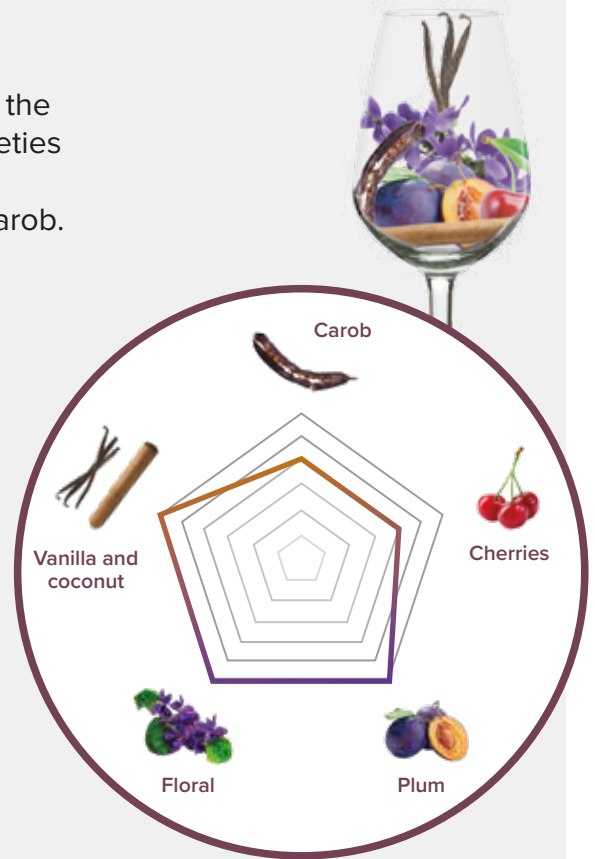 the
eties
arob.
Carob
Cherries
Vanilla and
coconut
Floral
Plum